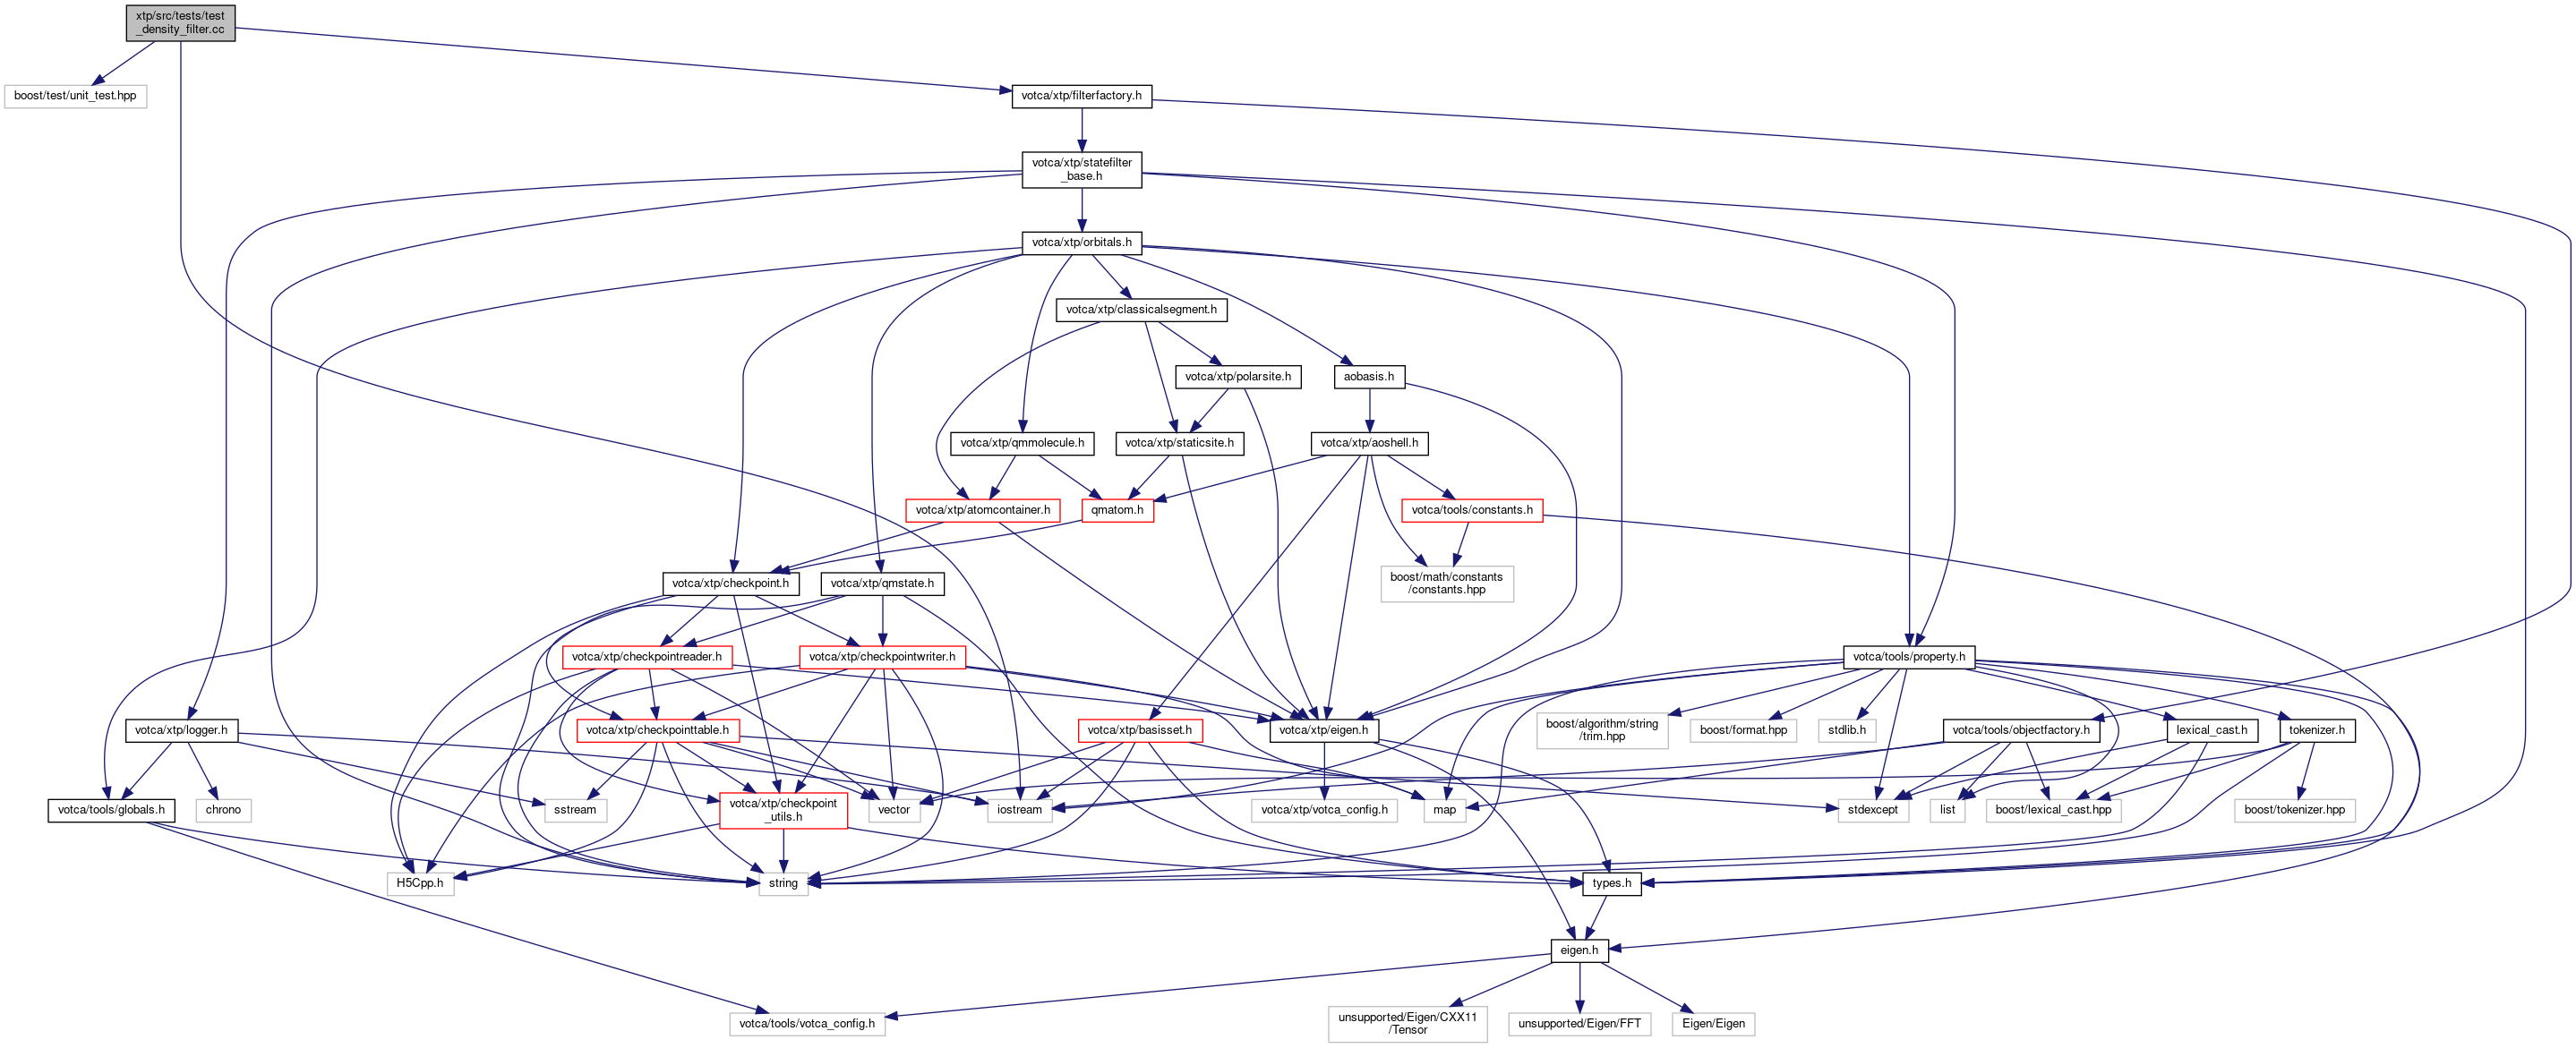 xtp/src/tests/test
_density_filter.cc
boost/test/unit_test.hpp
votca/xtp/filterfactory.h
votca/xtp/statefilter
_base.h
votca/xtp/orbitals.h
votca/xtp/classicalsegment.h
votca/xtp/polarsite.h
aobasis.h
votca/xtp/qmmolecule.h
votca/xtp/staticsite.h
votca/xtp/aoshell.h
votca/xtp/atomcontainer.h
qmatom.h
votca/tools/constants.h
votca/xtp/checkpoint.h
votca/xtp/qmstate.h
boost/math/constants
/constants.hpp
votca/xtp/checkpointreader.h
votca/xtp/checkpointwriter.h
votca/tools/property.h
votca/xtp/logger.h
votca/xtp/checkpointtable.h
votca/xtp/basisset.h
votca/xtp/eigen.h
boost/algorithm/string
/trim.hpp
boost/format.hpp
stdlib.h
votca/tools/objectfactory.h
lexical_cast.h
tokenizer.h
votca/tools/globals.h
chrono
sstream
votca/xtp/checkpoint
_utils.h
vector
iostream
votca/xtp/votca_config.h
map
stdexcept
list
boost/lexical_cast.hpp
boost/tokenizer.hpp
H5Cpp.h
string
types.h
eigen.h
votca/tools/votca_config.h
unsupported/Eigen/CXX11
/Tensor
unsupported/Eigen/FFT
Eigen/Eigen